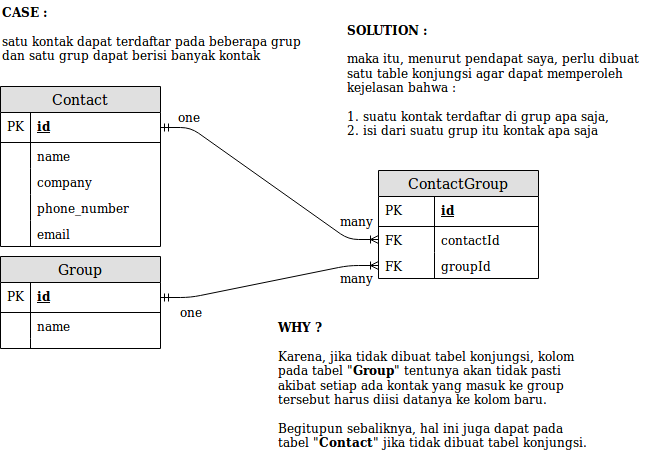 CASE :
satu kontak dapat terdaftar pada beberapa grup
dan satu grup dapat berisi banyak kontak
SOLUTION :
maka itu, menurut pendapat saya, perlu dibuat
satu table konjungsi agar dapat memperoleh
kejelasan bahwa :
1. suatu kontak terdaftar di grup apa saja,
2. isi dari suatu grup itu kontak apa saja
Contact
PK id
name
company
phone_number
email
one
ContactGroup
PK id
FK contactId
FK groupId
many
many
Group
PK id
name
one
WHY ?
Karena, jika tidak dibuat tabel konjungsi, kolom
pada tabel "Group" tentunya akan tidak pasti
akibat setiap ada kontak yang masuk ke group
tersebut harus diisi datanya ke kolom baru.
Begitupun sebaliknya, hal ini juga dapat pada
tabel "Contact" jika tidak dibuat tabel konjungsi.